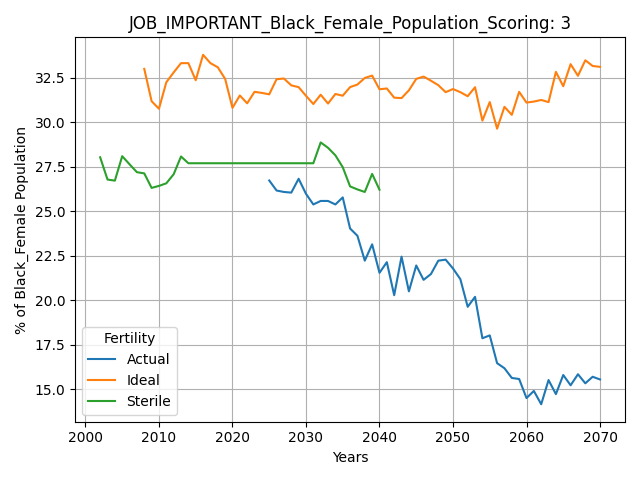 JOB_IMPORTANT_Black_Female_Population_Scoring: 3
% of Black_Female Population
32.5
30.0
27.5
25.0
22.5
20.0
17.5
15.0
Fertility
Actual
Ideal
Sterile
2000 2010 2020 2030 2040 2050 2060 2070
Years